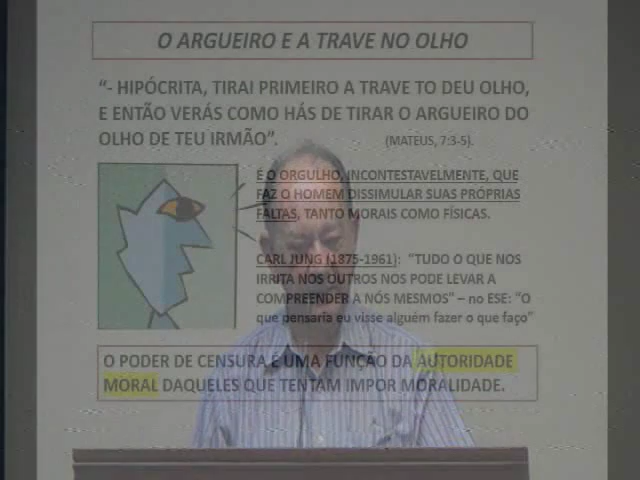 O ARGUEIRO E A TRAVE NO OLHO
“- HIPÓCRITA, TIRAI PRIMEIRO A TRAVE TO DEU OLHO,
E ENTÃO VERÁS COMO HÁS DE TIRAR O ARGUEIRO DO
OLHO DE TEU IRMÃO”. (MATEUS, 7:3-5).
É O ORGULHO, INCONTESTAVELMENTE, QUE
FAZ O HOMEM DISSIMULAR SUAS PRÓPRIAS
FALTAS, TANTO MORAIS COMO FÍSICAS.
CARL JUNG (1875-1961): “TUDO O QUE NOS
IRRITA NOS OUTROS NOS PODE LEVAR A
COMPREENDER A NÓS MESMOS” – no ESE: “O
que pensaria eu visse alguém fazer o que faço”
O PODER DE CENSURA É UMA FUNÇÃO DA AUTORIDADE
MORAL DAQUELES QUE TENTAM IMPOR MORALIDADE.